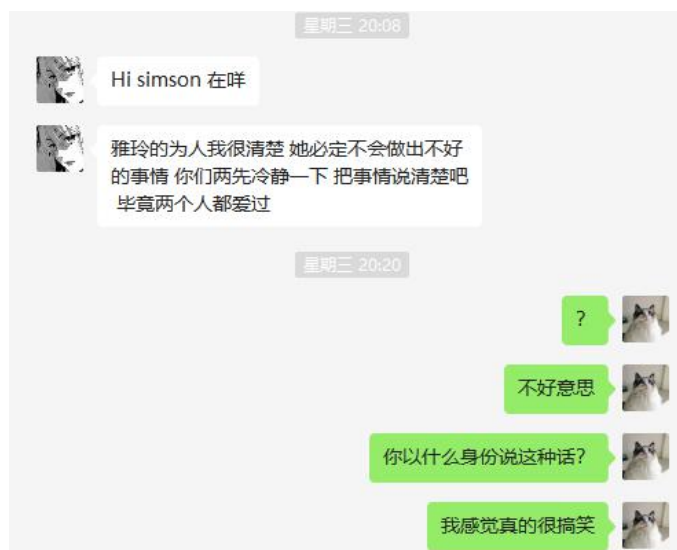 星期三 20:08
Hi simson 在咩
雅玲的为人我很清楚 她必定不会做出不好
的事情 你们两先冷静一下 把事情说清楚吧
毕竟两个人都爱过
星期三 20:20
?
不好意思
你以什么身份说这种话?
我感觉真的很搞笑